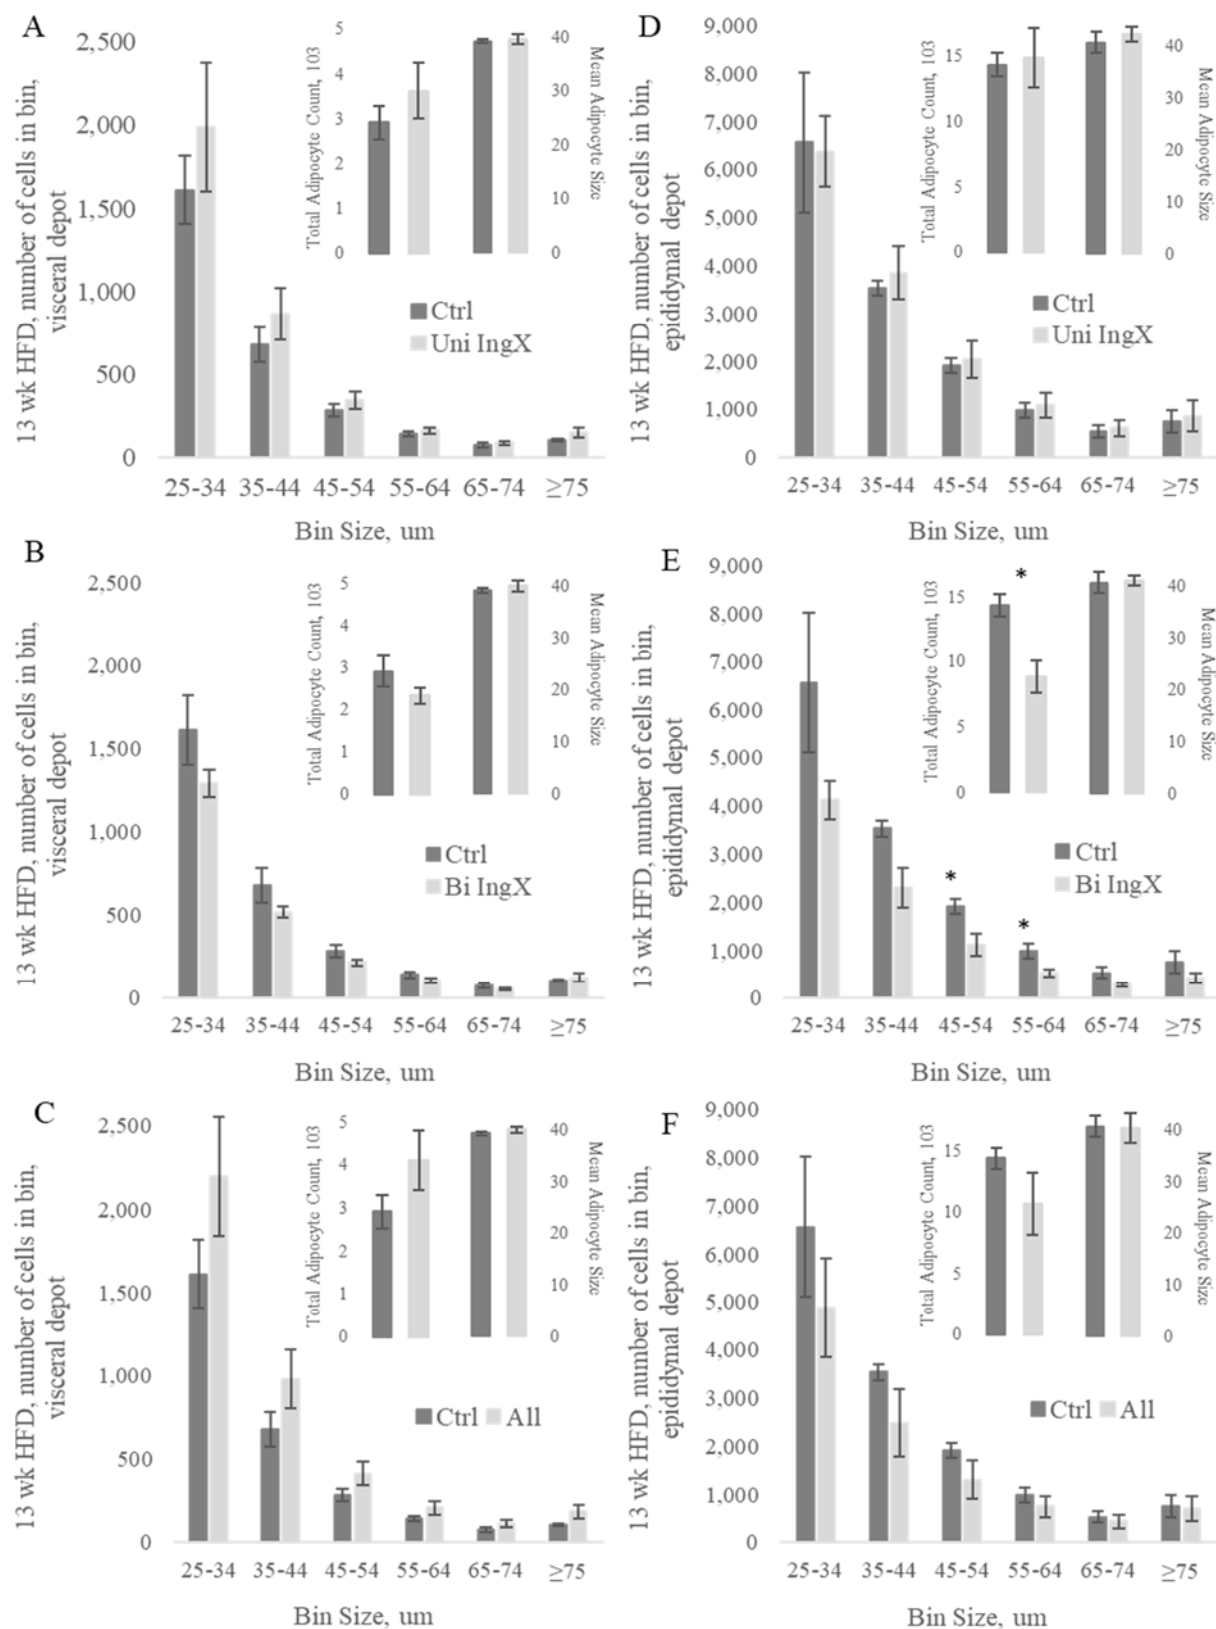 A
13 wk HFD, number of cells in bin,
visceral depot
2,500
2,000
1,500
1,000
500
0
25-34 35-44 45-54 55-64 65-74 ≥75
Bin Size, um
Total Adipocyte Count, 103
5
4
3
2
1
0
40
30
20
10
0
Mean Adipocyte Size
Ctrl
Uni IngX
D
13 wk HFD, number of cells in bin,
epididymal depot
9,000
8,000
7,000
6,000
5,000
4,000
3,000
2,000
1,000
0
25-34 35-44 45-54 55-64 65-74 ≥75
Bin Size, um
Total Adipocyte Count, 103
15
10
5
0
40
30
20
10
0
Mean Adipocyte Size
Ctrl
Uni IngX
B
13 wk HFD, number of cells in bin,
visceral depot
2,500
2,000
1,500
1,000
500
0
25-34 35-44 45-54 55-64 65-74 ≥75
Bin Size, um
Total Adipocyte Count, 103
5
4
3
2
1
0
40
30
20
10
0
Mean Adipocyte Size
Ctrl
Bi IngX
E
13 wk HFD, number of cells in bin,
epididymal depot
9,000
8,000
7,000
6,000
5,000
4,000
3,000
2,000
1,000
0
* *
25-34 35-44 45-54 55-64 65-74 ≥75
Bin Size, um
Total Adipocyte Count, 103
15
10
5
0
*
40
30
20
10
0
Mean Adipocyte Size
Ctrl
Bi IngX
C
13 wk HFD, number of cells in bin,
visceral depot
2,500
2,000
1,500
1,000
500
0
25-34 35-44 45-54 55-64 65-74 ≥75
Bin Size, um
Total Adipocyte Count, 103
5
4
3
2
1
0
40
30
20
10
0
Mean Adipocyte Size
Ctrl All
F
13 wk HFD, number of cells in bin,
epididymal depot
9,000
8,000
7,000
6,000
5,000
4,000
3,000
2,000
1,000
0
25-34 35-44 45-54 55-64 65-74 ≥75
Bin Size, um
Total Adipocyte Count, 103
15
10
5
0
40
30
20
10
0
Mean Adipocyte Size
Ctrl All